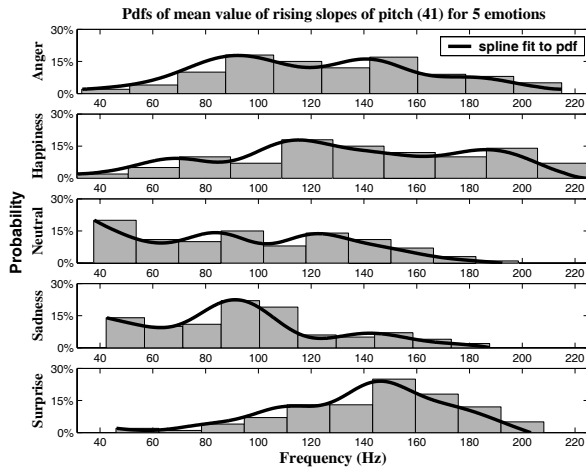 Pdfs of mean value of rising slopes of pitch (41) for 5 emotions
30%
15%
0%
Anger
spline fit to pdf
40 60 80 100 120 140 160 180 200 220
30%
15%
0%
Happiness
40 60 80 100 120 140 160 180 200 220
30%
15%
0%
Probability
Neutral
40 60 80 100 120 140 160 180 200 220
30%
15%
0%
Sadness
40 60 80 100 120 140 160 180 200 220
30%
15%
0%
Surprise
40 60 80 100 120 140 160 180 200 220
Frequency (Hz)